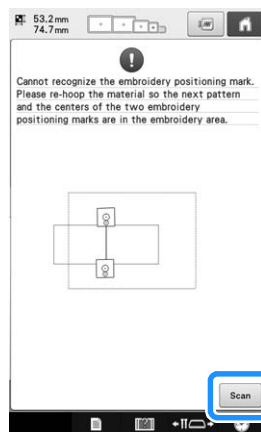 53.2mm
74.7mm
Cannot recognize the embroidery positioning mark.
Please re-hoop the material so the next pattern
and the centers of the two embroidery
positioning marks are in the embroidery area.
Scan